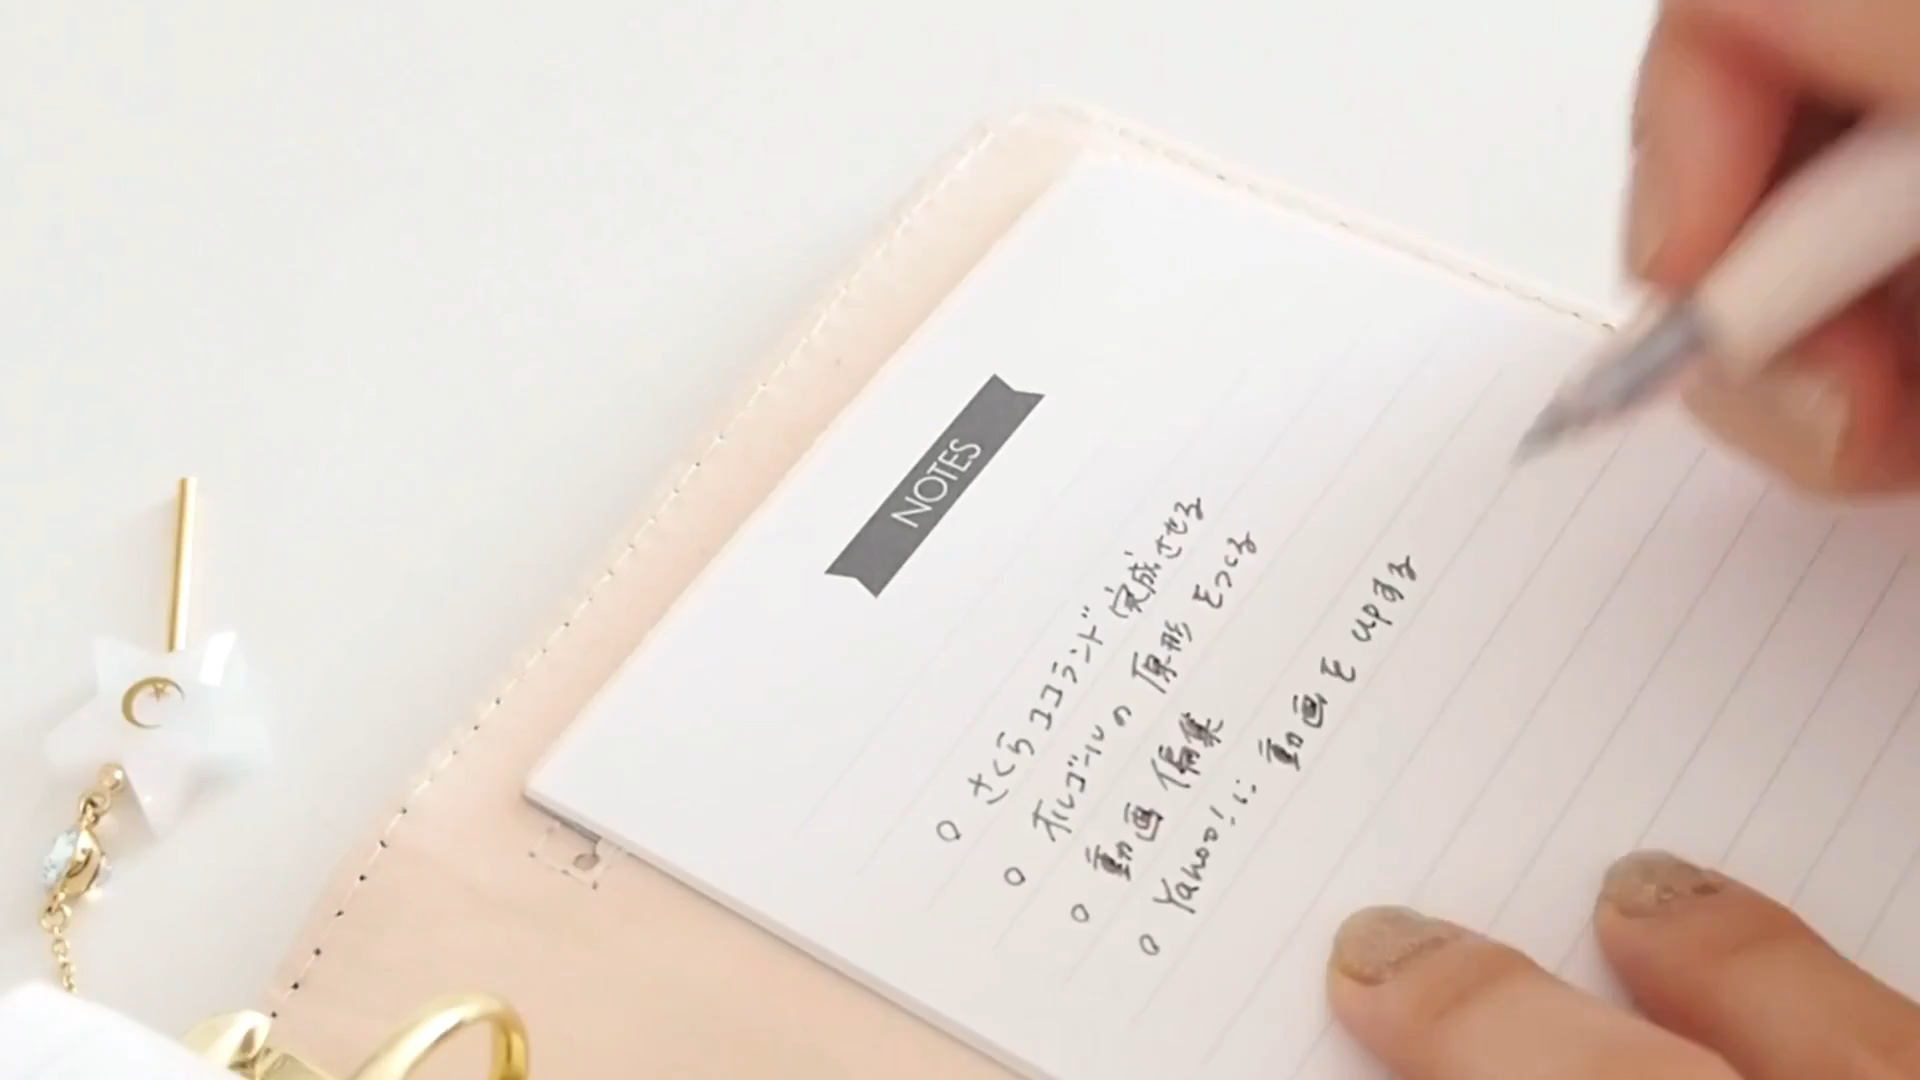 NOTES
○ さくらココランド 完成させる
○ オルゴールの原形をつくる
○ 動画編集
○ Yahoo!に動画をupする